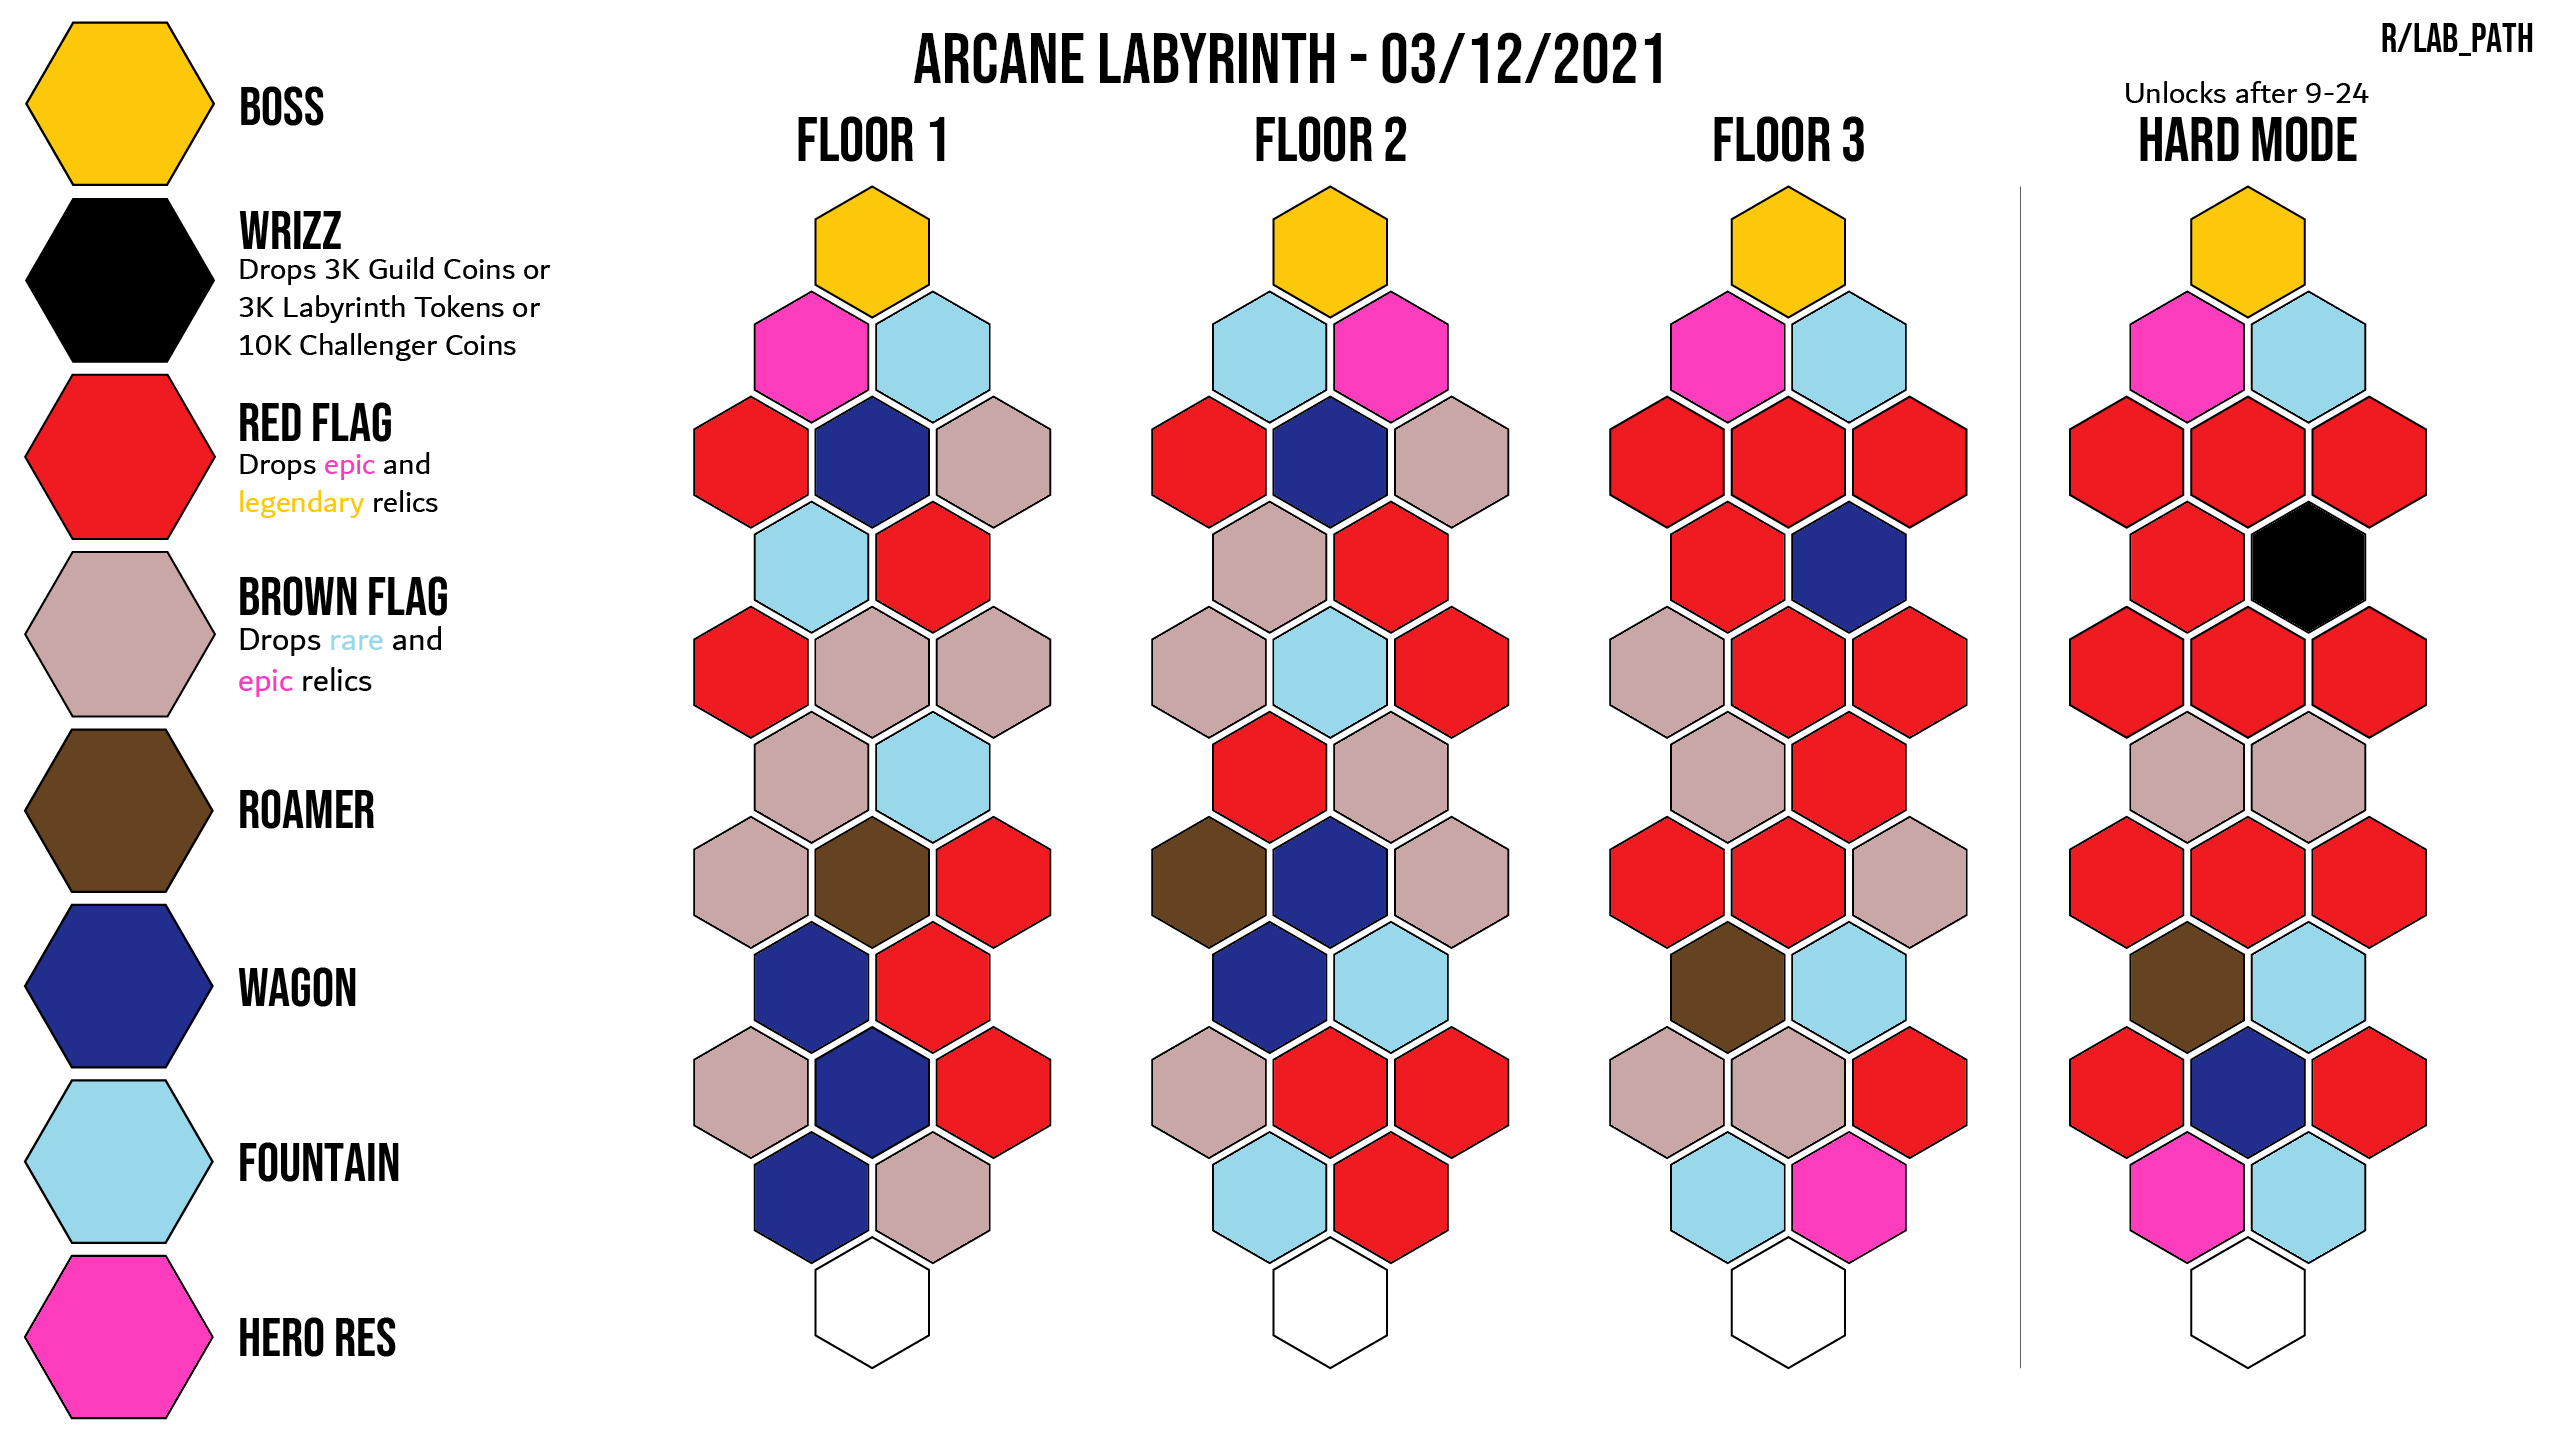 ARCANE LABYRINTH - 03/12/2021
R/LAB_PATH
BOSS
WRIZZ
Drops 3K Guild Coins or
3K Labyrinth Tokens or
10K Challenger Coins
RED FLAG
Drops epic and
legendary relics
BROWN FLAG
Drops rare and
epic relics
ROAMER
WAGON
FOUNTAIN
HERO RES
FLOOR 1
FLOOR 2
FLOOR 3
Unlocks after 9-24
HARD MODE